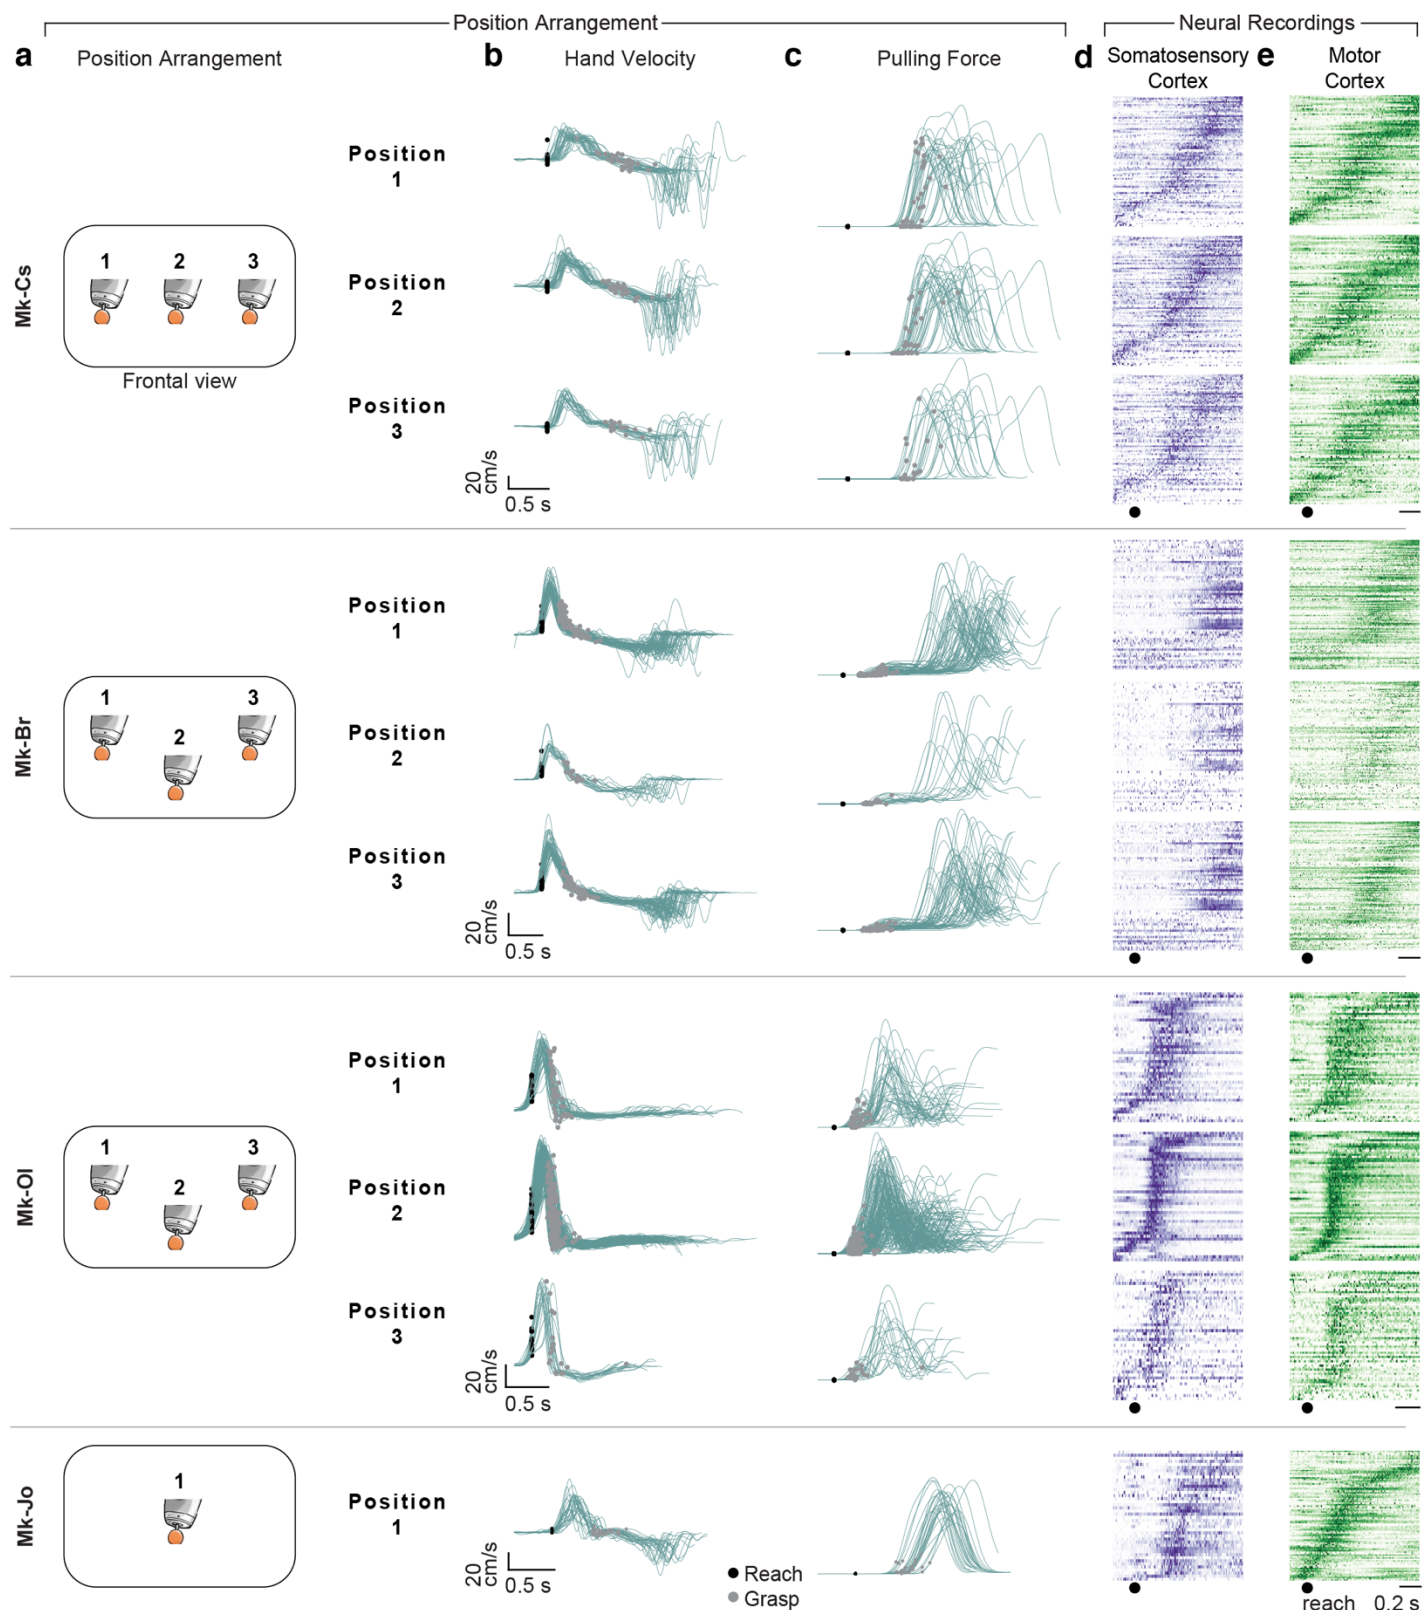 Position Arrangement
Neural Recordings
a
Position Arrangement
b
Hand Velocity
c
Pulling Force
d
Somatosensory
Cortex
e
Motor
Cortex
Mk-Cs
1 2 3
Frontal view
Position
1
Position
2
Position
3
20
cm/s
0.5 s
Mk-Br
1 2 3
Position
1
Position
2
Position
3
20
cm/s
0.5 s
Mk-Ol
1 2 3
Position
1
Position
2
Position
3
20
cm/s
0.5 s
Mk-Jo
1
Position
1
20
cm/s
0.5 s
Reach
Grasp
reach 0.2 s